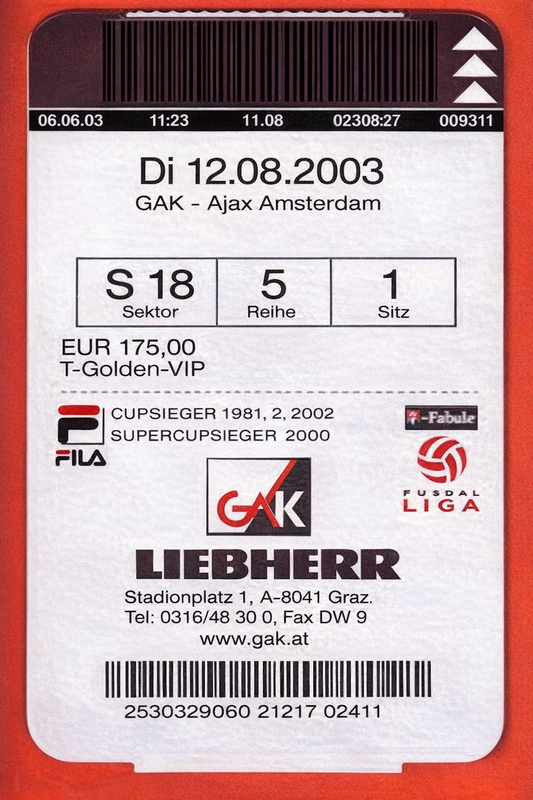 06.06.03 11:23 11.08 02308:27 009311
Di 12.08.2003
GAK - Ajax Amsterdam
S 18 5 1
Sektor Reihe Sitz
EUR 175,00
T-Golden-VIP
CUPSIEGER 1981, 2, 2002
SUPERCUPSIEGER 2000
FILA
-Fabule
FUSDAL
LIGA
GAK
LIEBHERR
Stadionplatz 1, A-8041 Graz.
Tel: 0316/48 30 0, Fax DW 9
www.gak.at
2530329060 21217 02411